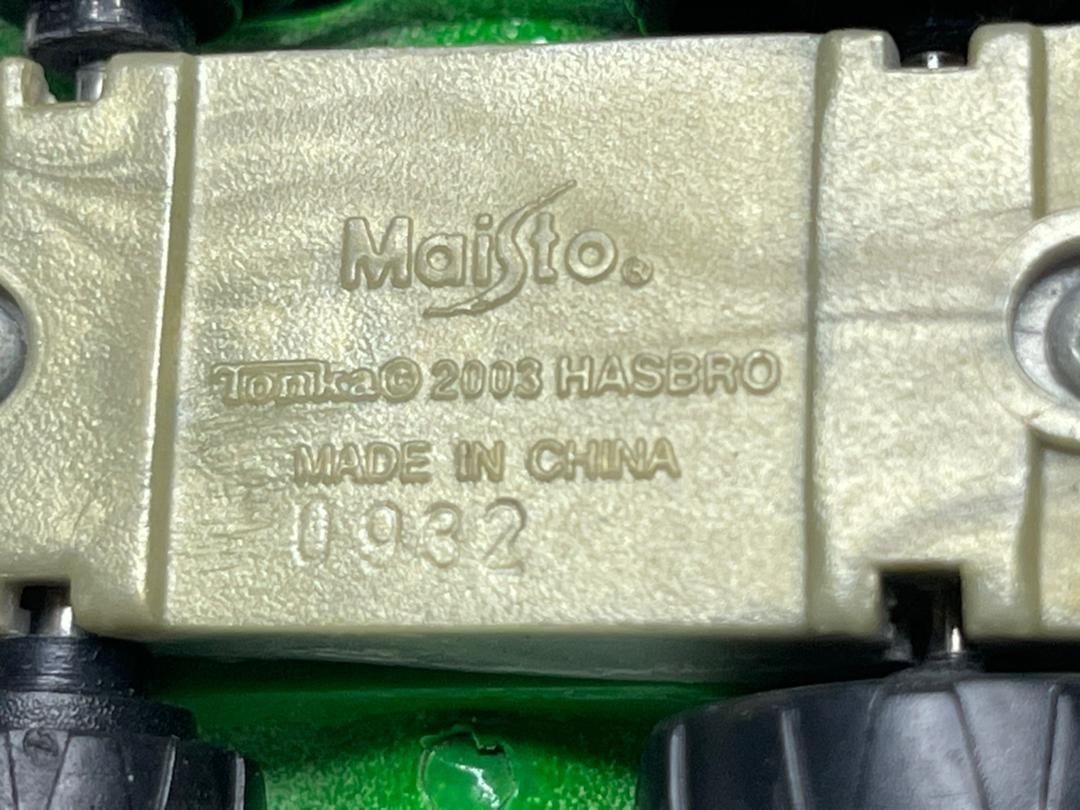 Maisto®
Tonka © 2003 HASBRO
MADE IN CHINA
0932